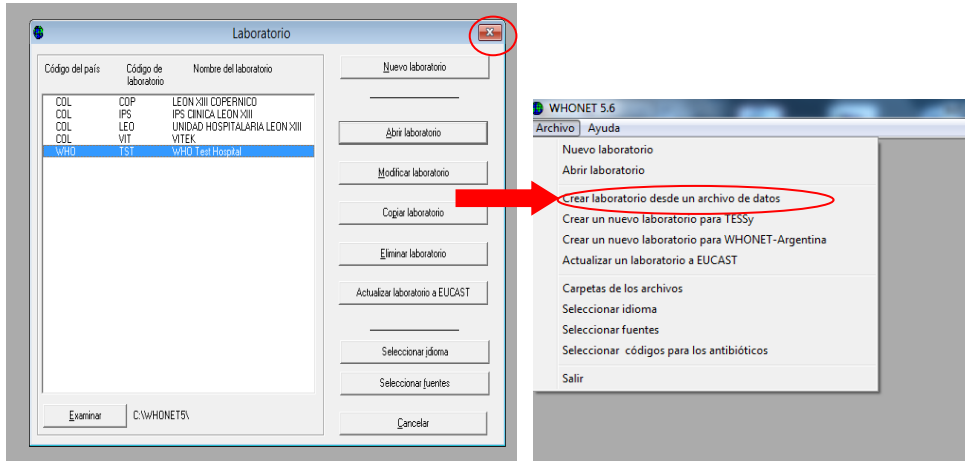 Laboratorio
Código del país Código de laboratorio Nombre del laboratorio
COL COP LEON XIII COPERNICO
COL IPS IPS CIINICA LEON XIII
COL LEO UNIDAD HOSPITALARIA LEON XIII
COL VIT VITEK
WHO TST WHO Test Hospital
Examinar C:\WHONET5\
Nuevo laboratorio
Abrir laboratorio
Modificar laboratorio
Copiar laboratorio
Eliminar laboratorio
Actualizar laboratorio a EUCAST
Seleccionar idioma
Seleccionar fuentes
Cancelar
WHONET 5.6
Archivo Ayuda
Nuevo laboratorio
Abrir laboratorio
Crear laboratorio desde un archivo de datos
Crear un nuevo laboratorio para TESSy
Crear un nuevo laboratorio para WHONET-Argentina
Actualizar un laboratorio a EUCAST
Carpetas de los archivos
Seleccionar idioma
Seleccionar fuentes
Seleccionar códigos para los antibióticos
Salir